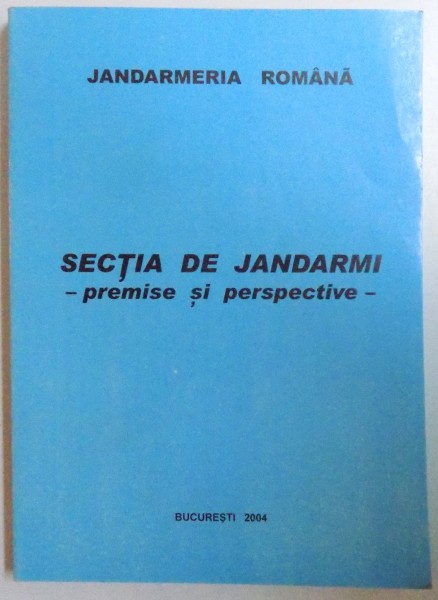 JANDARMERIA ROMÂNĂ
SECŢIA DE JANDARMI
– premise şi perspective –
BUCUREŞTI 2004